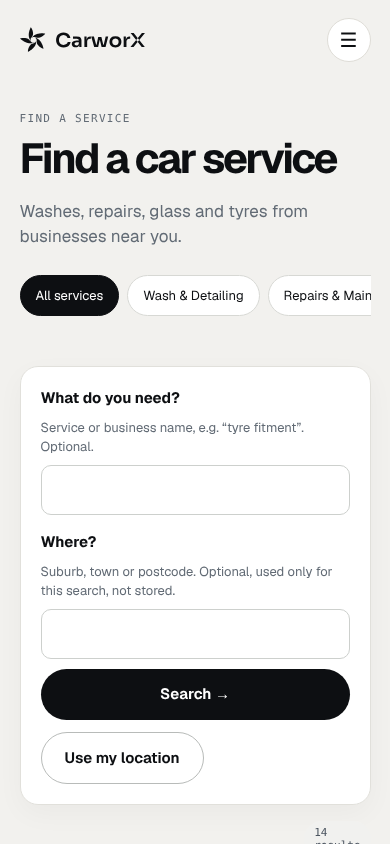 CarworX
☰
FIND A SERVICE
Find a car service
Washes, repairs, glass and tyres from
businesses near you.
All services
Wash & Detailing
Repairs & Main
What do you need?
Service or business name, e.g. “tyre fitment”.
Optional.
Where?
Suburb, town or postcode. Optional, used only for
this search, not stored.
Search →
Use my location
14
results